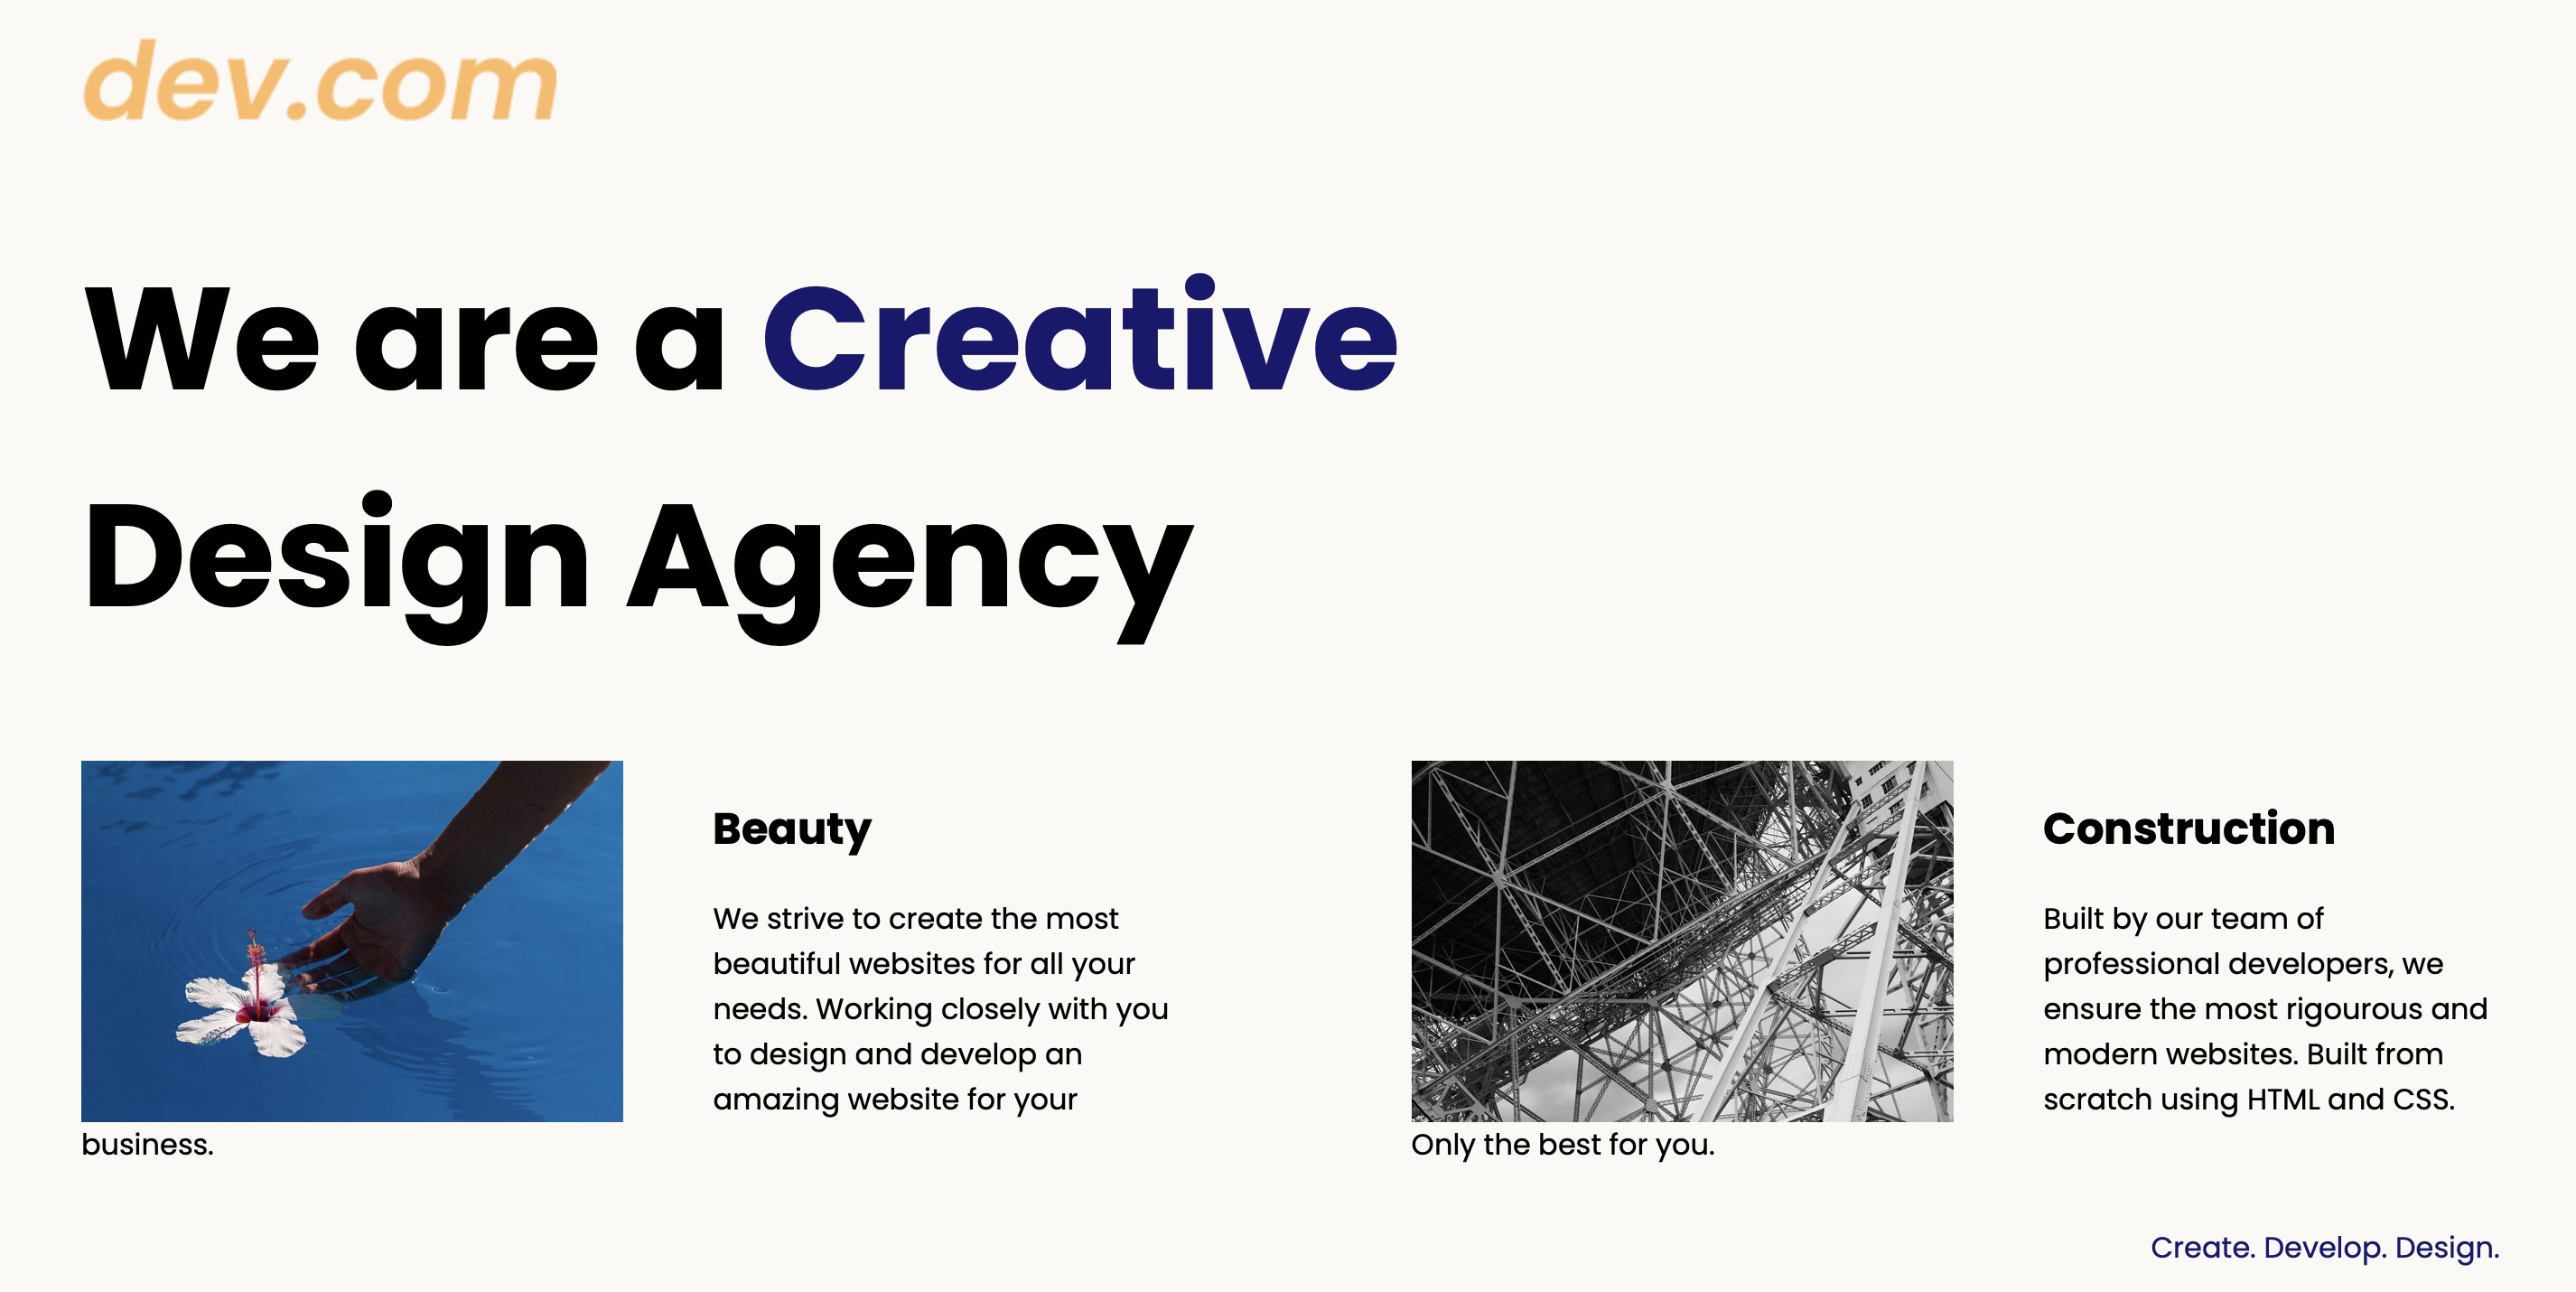 dev.com
We are a Creative
Design Agency
Beauty
We strive to create the most
beautiful websites for all your
needs. Working closely with you
to design and develop an
amazing website for your
business.
Construction
Built by our team of
professional developers, we
ensure the most rigourous and
modern websites. Built from
scratch using HTML and CSS.
Only the best for you.
Create. Develop. Design.